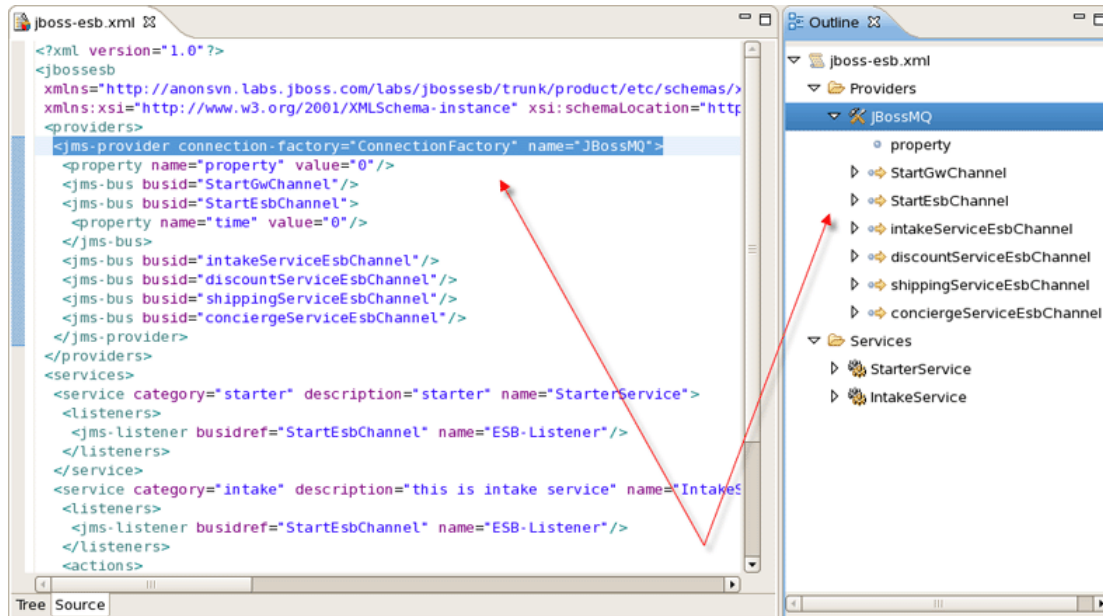 jboss-esb.xml
<?xml version="1.0"?>
<jbossesb
xmlns="http://anonsvn.labs.jboss.com/labs/jbossesb/trunk/product/etc/schemas/
xmlns:xsi="http://www.w3.org/2001/XMLSchema-instance" xsi:schemaLocation="http
<providers>
<jms-provider connection-factory="ConnectionFactory" name="JBossMQ">
<property name="property" value="0"/>
<jms-bus busid="StartGwChannel"/>
<jms-bus busid="StartEsbChannel">
<property name="time" value="0"/>
</jms-bus>
<jms-bus busid="intakeServiceEsbChannel"/>
<jms-bus busid="discountServiceEsbChannel"/>
<jms-bus busid="shippingServiceEsbChannel"/>
<jms-bus busid="conciergeServiceEsbChannel"/>
</jms-provider>
</providers>
<services>
<service category="starter" description="starter" name="StarterService">
<listeners>
<jms-listener busidref="StartEsbChannel" name="ESB-Listener"/>
</listeners>
</service>
<service category="intake" description="this is intake service" name="IntakeS
<listeners>
<jms-listener busidref="StartEsbChannel" name="ESB-Listener"/>
</listeners>
<actions>
Tree Source
Outline
jboss-esb.xml
Providers
JBossMQ
property
StartGwChannel
StartEsbChannel
intakeServiceEsbChannel
discountServiceEsbChannel
shippingServiceEsbChannel
conciergeServiceEsbChannel
Services
StarterService
IntakeService